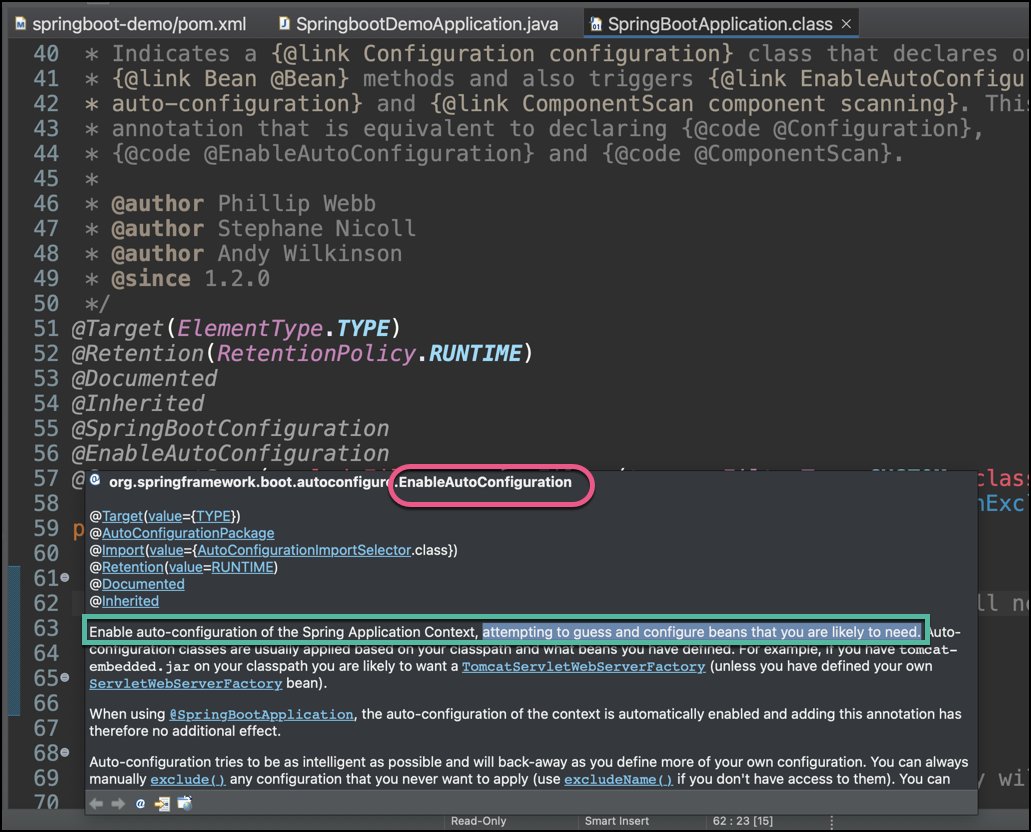 springboot-demo/pom.xml SpringbootDemoApplication.java SpringBootApplication.class
40 * Indicates a {@link Configuration configuration} class that declares
41 * {@link Bean @Bean} methods and also triggers {@link EnableAutoConfigu
42 * auto-configuration} and {@link ComponentScan component scanning}. This
43 * annotation that is equivalent to declaring {@code @Configuration},
44 * {@code @EnableAutoConfiguration} and {@code @ComponentScan}.
45 *
46 * @author Phillip Webb
47 * @author Stephane Nicoll
48 * @author Andy Wilkinson
49 * @since 1.2.0
50 */
51 @Target(ElementType.TYPE)
52 @Retention(RetentionPolicy.RUNTIME)
53 @Documented
54 @Inherited
55 @SpringBootConfiguration
56 @EnableAutoConfiguration
57 @
58
59 p
60
61
62
63
64
65
66
67
68
69
70
org.springframework.boot.autoconfigure.EnableAutoConfiguration
@Target(value={TYPE})
@AutoConfigurationPackage
@Import(value={AutoConfigurationImportSelector.class})
@Retention(value=RUNTIME)
@Documented
@Inherited
Enable auto-configuration of the Spring Application Context, attempting to guess and configure beans that you are likely to need. Auto-
configuration classes are usually applied based on your classpath and what beans you have defined. For example, if you have tomcat-
embedded.jar on your classpath you are likely to want a TomcatServletWebServerFactory (unless you have defined your own
ServletWebServerFactory bean).
When using @SpringBootApplication, the auto-configuration of the context is automatically enabled and adding this annotation has
therefore no additional effect.
Auto-configuration tries to be as intelligent as possible and will back-away as you define more of your own configuration. You can always
manually exclude() any configuration that you never want to apply (use excludeName() if you don't have access to them). You can
Read-Only Smart Insert 62 : 23 [15]